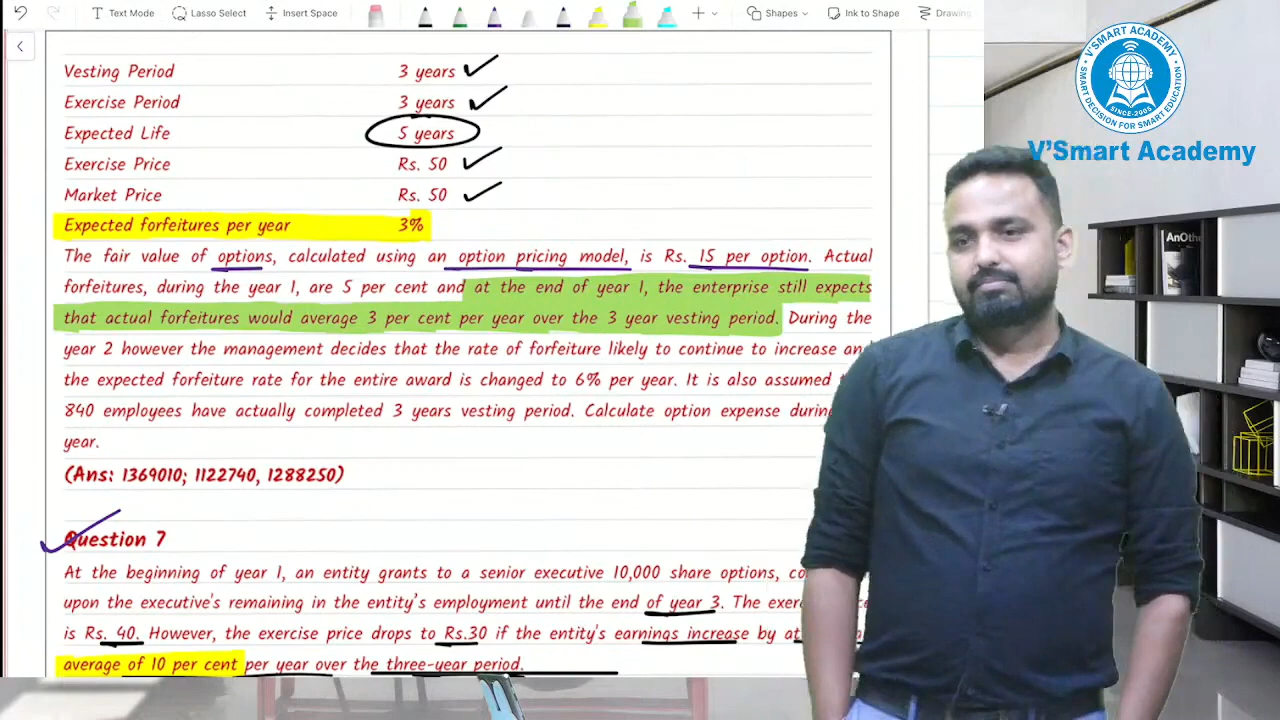 Text Mode Lasso Select Insert Space Shapes Ink to Shape Drawing
Vesting Period 3 years
Exercise Period 3 years
Expected Life 5 years
Exercise Price Rs. 50
Market Price Rs. 50
Expected forfeitures per year 3%
The fair value of options, calculated using an option pricing model, is Rs. 15 per option. Actual
forfeitures, during the year 1, are 5 per cent and at the end of year 1, the enterprise still expects
that actual forfeitures would average 3 per cent per year over the 3 year vesting period. During the
year 2 however the management decides that the rate of forfeiture likely to continue to increase
the expected forfeiture rate for the entire award is changed to 6% per year. It is also assumed
840 employees have actually completed 3 years vesting period. Calculate option expense during
year.
(Ans: 1369010; 1122740, 1288250)
Question 7
At the beginning of year 1, an entity grants to a senior executive 10,000 share options,
upon the executive's remaining in the entity's employment until the end of year 3. The
is Rs. 40. However, the exercise price drops to Rs.30 if the entity's earnings increase by
average of 10 per cent per year over the three-year period.
V'SMART ACADEMY
SMART DECISION FOR SMART EDUCATION
SINCE-2005
V'Smart Academy
AnOthe